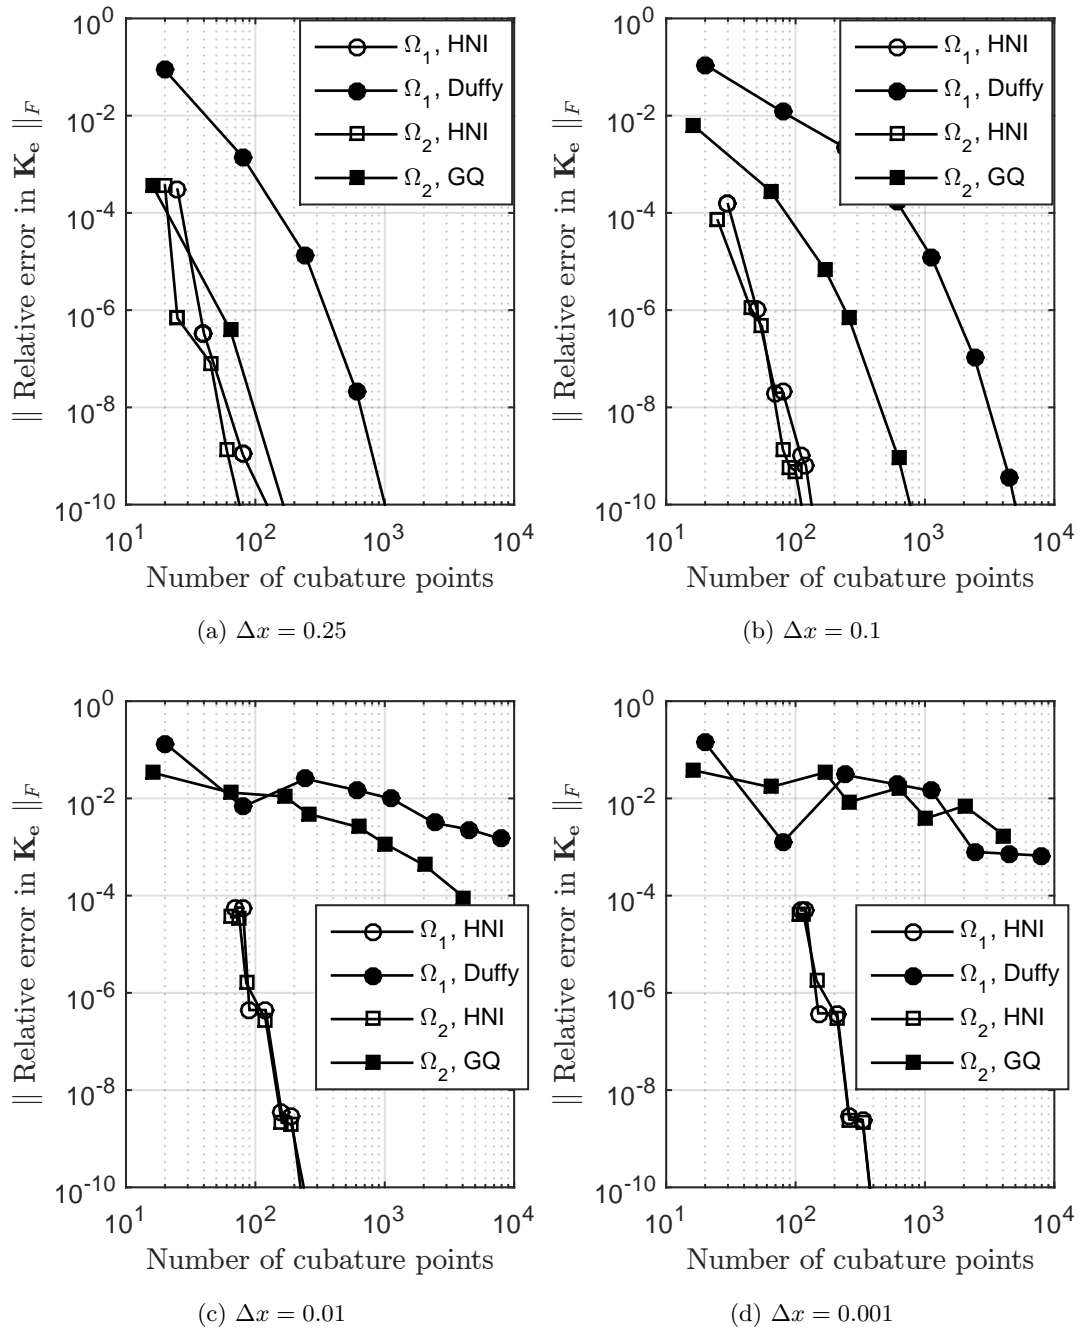 10^0
10^-2
10^-4
10^-6
10^-8
10^-10
‖ Relative error in K_e ‖_F
Ω_1, HNI
Ω_1, Duffy
Ω_2, HNI
Ω_2, GQ
10^1 10^2 10^3 10^4
Number of cubature points
(a) Δx = 0.25
10^0
10^-2
10^-4
10^-6
10^-8
10^-10
‖ Relative error in K_e ‖_F
Ω_1, HNI
Ω_1, Duffy
Ω_2, HNI
Ω_2, GQ
10^1 10^2 10^3 10^4
Number of cubature points
(b) Δx = 0.1
10^0
10^-2
10^-4
10^-6
10^-8
10^-10
‖ Relative error in K_e ‖_F
Ω_1, HNI
Ω_1, Duffy
Ω_2, HNI
Ω_2, GQ
10^1 10^2 10^3 10^4
Number of cubature points
(c) Δx = 0.01
10^0
10^-2
10^-4
10^-6
10^-8
10^-10
‖ Relative error in K_e ‖_F
Ω_1, HNI
Ω_1, Duffy
Ω_2, HNI
Ω_2, GQ
10^1 10^2 10^3 10^4
Number of cubature points
(d) Δx = 0.001